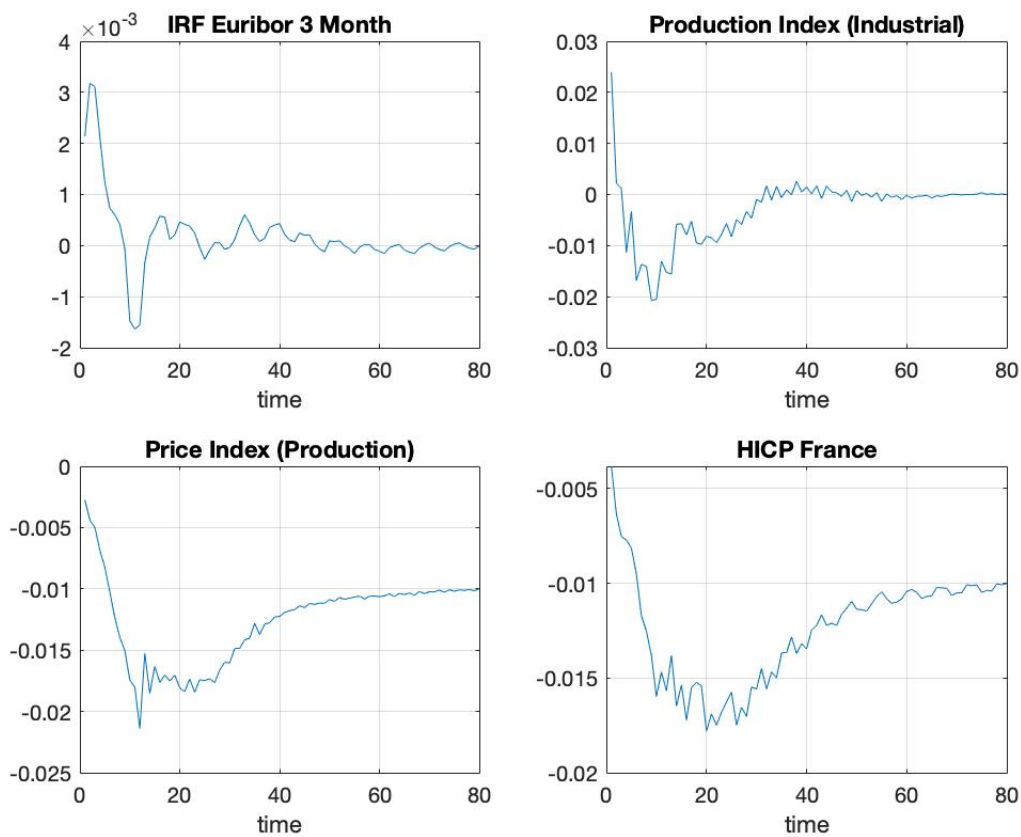 ×10⁻³
IRF Euribor 3 Month
4
3
2
1
0
-1
-2
0 20 40 60 80
time
Production Index (Industrial)
0.03
0.02
0.01
0
-0.01
-0.02
-0.03
0 20 40 60 80
time
Price Index (Production)
0
-0.005
-0.01
-0.015
-0.02
-0.025
0 20 40 60 80
time
HICP France
-0.005
-0.01
-0.015
-0.02
0 20 40 60 80
time